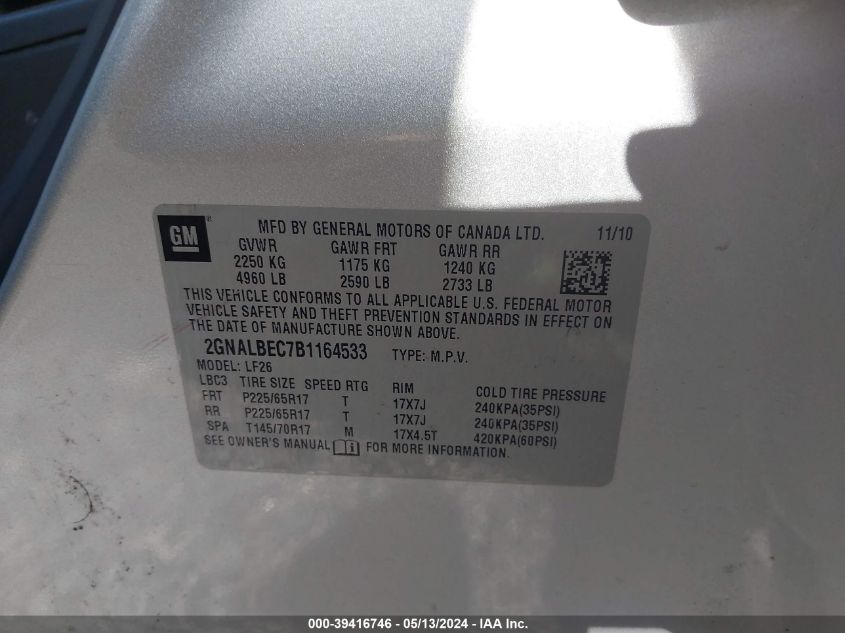 GM®
MFD BY GENERAL MOTORS OF CANADA LTD. 11/10
GVWR GAWR FRT GAWR RR
2250 KG 1175 KG 1240 KG
4960 LB 2590 LB 2733 LB
THIS VEHICLE CONFORMS TO ALL APPLICABLE U.S. FEDERAL MOTOR
VEHICLE SAFETY AND THEFT PREVENTION STANDARDS IN EFFECT ON
THE DATE OF MANUFACTURE SHOWN ABOVE.
2GNALBEC7B1164533 TYPE: M.P.V.
MODEL: LF26
LBC3 TIRE SIZE SPEED RTG RIM COLD TIRE PRESSURE
FRT P225/65R17 T 17X7J 240KPA(35PSI)
RR P225/65R17 T 17X7J 240KPA(35PSI)
SPA T145/70R17 M 17X4.5T 420KPA(60PSI)
SEE OWNER'S MANUAL FOR MORE INFORMATION.
000-39416746 - 05/13/2024 - IAA Inc.